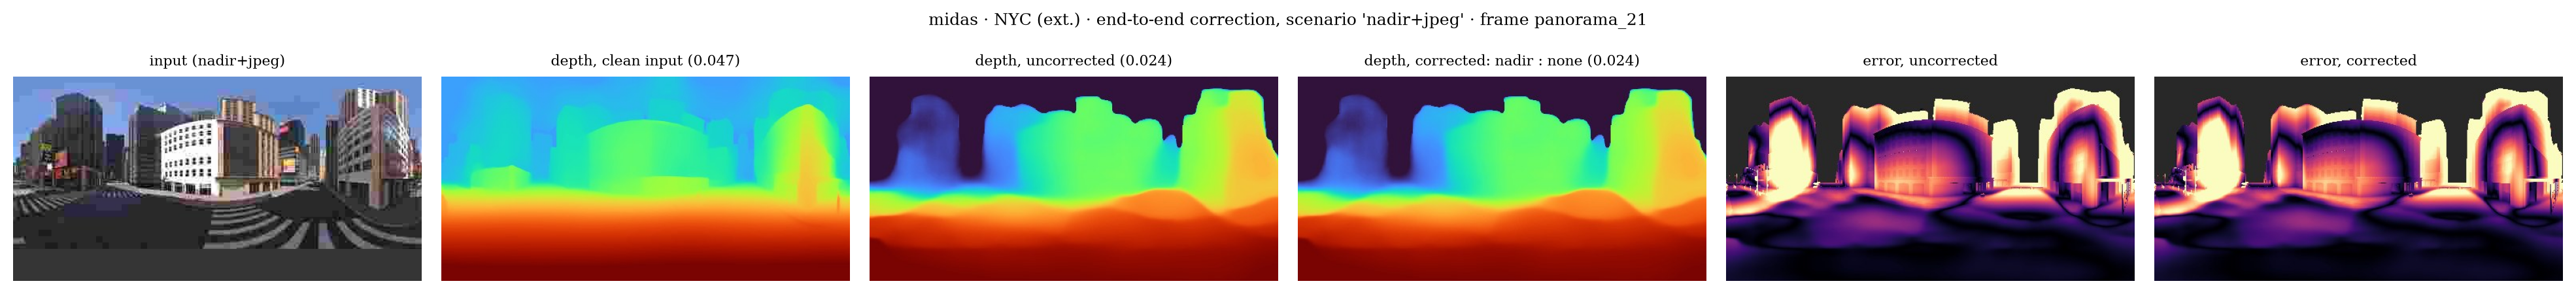 midas · NYC (ext.) · end-to-end correction, scenario 'nadir+jpeg' · frame panorama_21
input (nadir+jpeg)
depth, clean input (0.047)
depth, uncorrected (0.024)
depth, corrected: nadir : none (0.024)
error, uncorrected
error, corrected